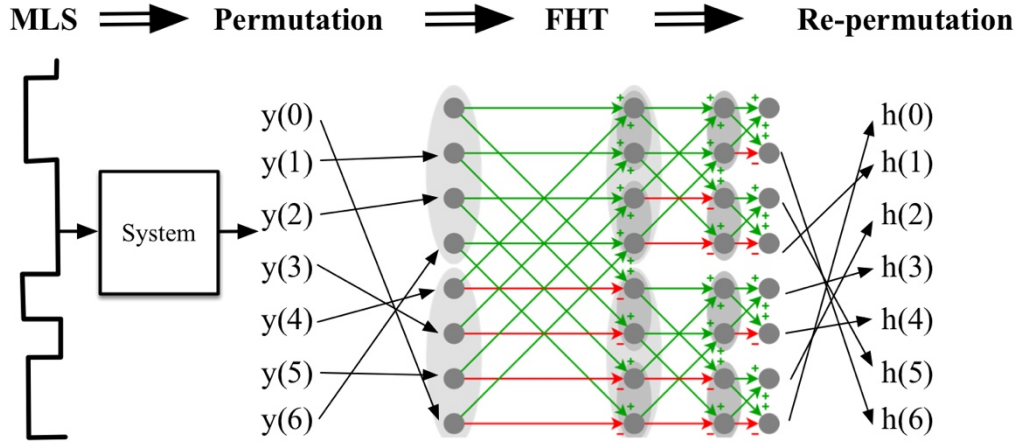 MLS Permutation FHT Re-permutation
y(0) h(0)
y(1) h(1)
System
y(2) h(2)
y(3) h(3)
y(4) h(4)
y(5) h(5)
y(6) h(6)